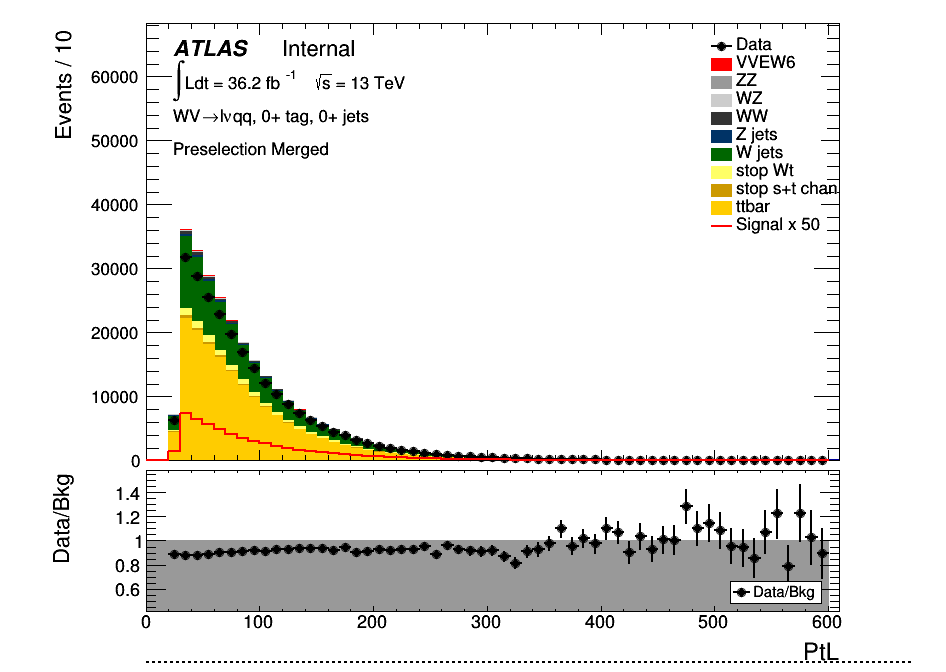 Events / 10
ATLAS Internal
∫Ldt = 36.2 fb⁻¹ √s = 13 TeV
WV→lνqq, 0+ tag, 0+ jets
Preselection Merged
Data
VVEW6
ZZ
WZ
WW
Z jets
W jets
stop Wt
stop s+t chan
ttbar
Signal x 50
60000
50000
40000
30000
20000
10000
0
Data/Bkg
1.4
1.2
1
0.8
0.6
Data/Bkg
0 100 200 300 400 500 600
PtL